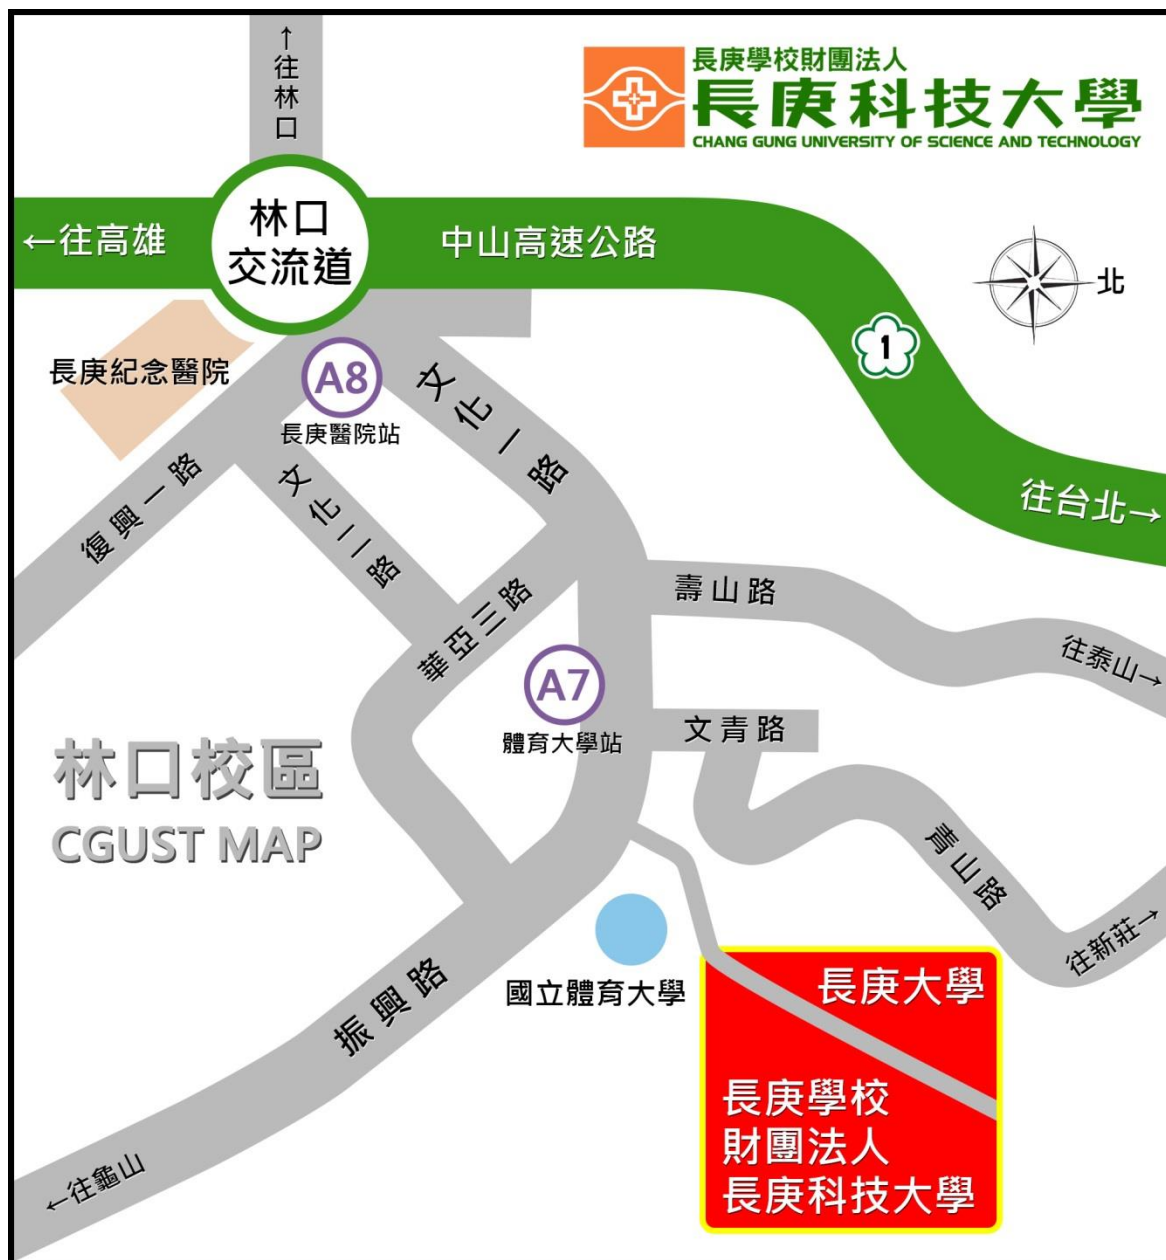 ↑往林口
長庚學校財團法人
長庚科技大學
CHANG GUNG UNIVERSITY OF SCIENCE AND TECHNOLOGY
←往高雄
林口
交流道
中山高速公路
北
1
長庚紀念醫院
A8
長庚醫院站
文化一路
復興一路
文化二路
往台北→
華亞三路
壽山路
往泰山→
A7
體育大學站
文青路
林口校區
CGUST MAP
青山路
往新莊→
國立體育大學
振興路
長庚大學
長庚學校
財團法人
長庚科技大學
←往龜山